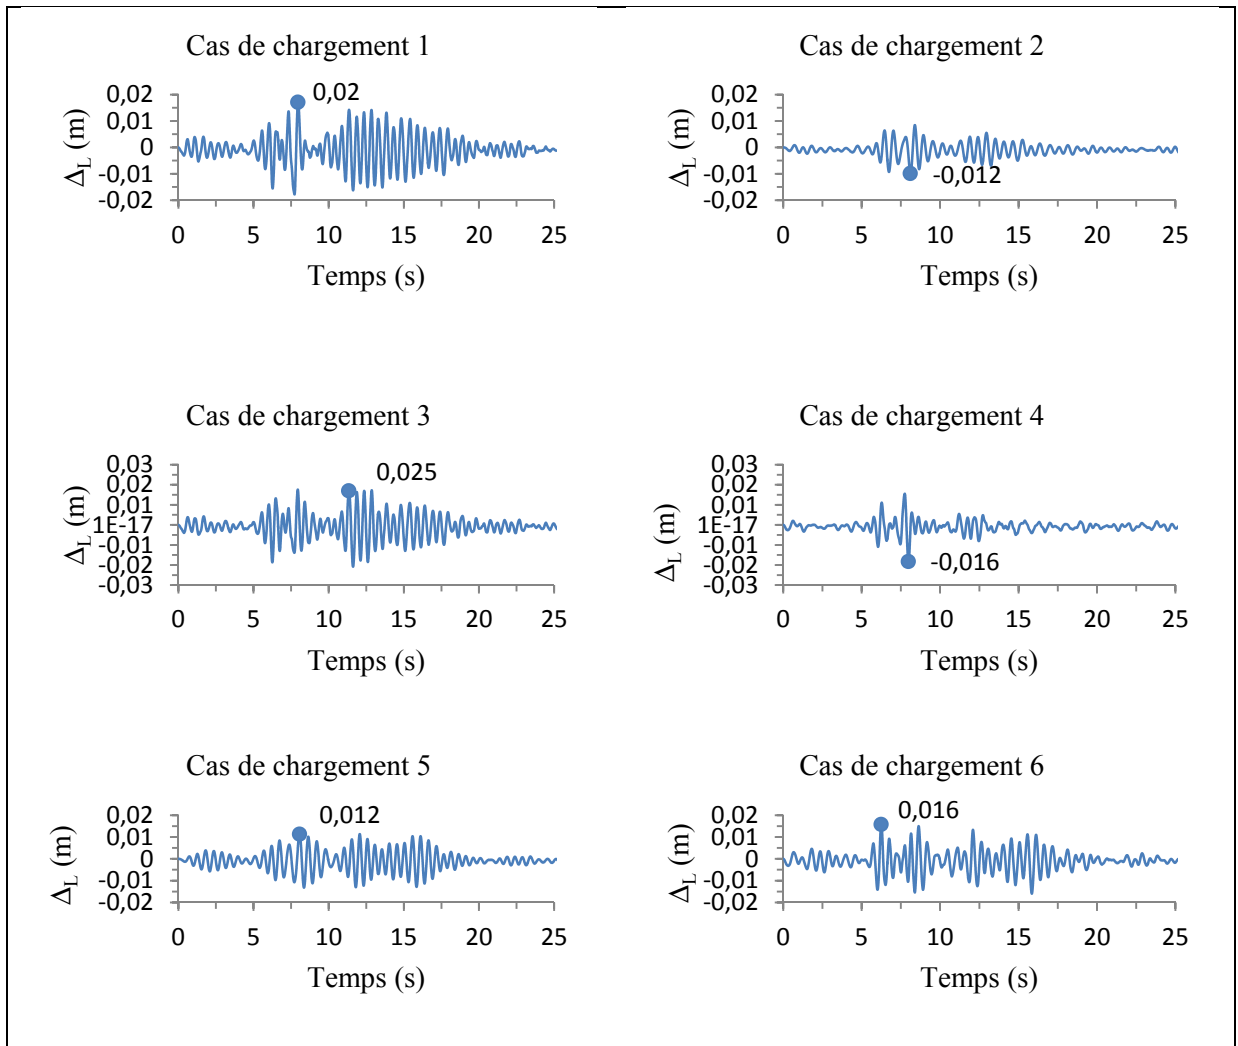 Cas de chargement 1
0,02
0,02
0,01
0
-0,01
-0,02
ΔL (m)
0 5 10 15 20 25
Temps (s)
Cas de chargement 2
0,02
0,01
0
-0,01
-0,02
-0,012
ΔL (m)
0 5 10 15 20 25
Temps (s)
Cas de chargement 3
0,025
0,03
0,02
0,01
1E-17
-0,01
-0,02
-0,03
ΔL (m)
0 5 10 15 20 25
Temps (s)
Cas de chargement 4
0,03
0,02
0,01
1E-17
-0,01
-0,02
-0,03
-0,016
ΔL (m)
0 5 10 15 20 25
Temps (s)
Cas de chargement 5
0,012
0,02
0,01
0
-0,01
-0,02
ΔL (m)
0 5 10 15 20 25
Temps (s)
Cas de chargement 6
0,016
0,02
0,01
0
-0,01
-0,02
ΔL (m)
0 5 10 15 20 25
Temps (s)